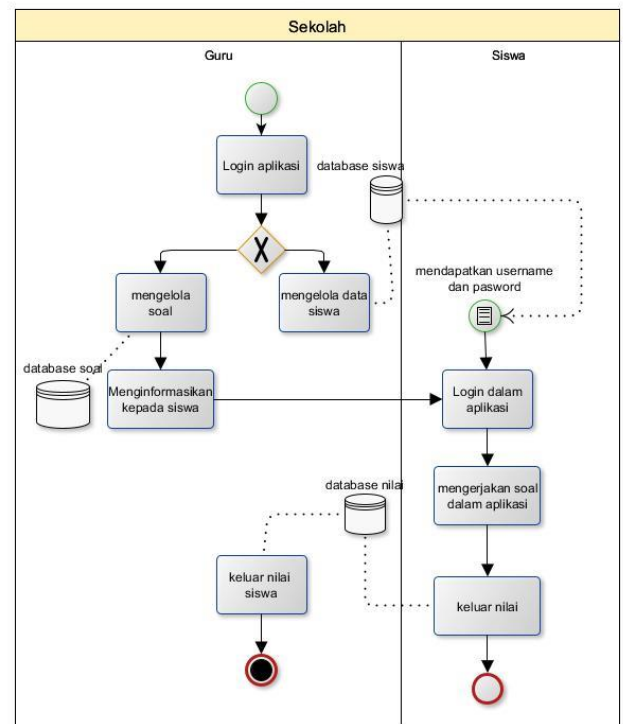 Sekolah
Guru
Siswa
Login aplikasi
database siswa
mengelola
soal
mengelola data
siswa
mendapatkan username
dan pasword
database soal
Menginformasikan
kepada siswa
Login dalam
aplikasi
mengerjakan soal
dalam aplikasi
database nilai
keluar nilai
siswa
keluar nilai